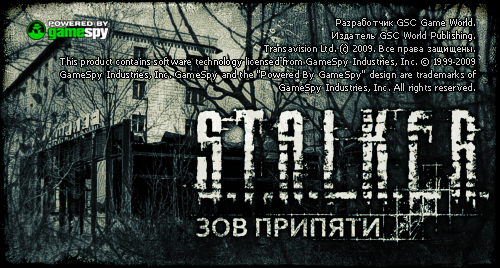 POWERED BY
gamespy
Разработчик GSC Game World.
Издатель GSC World Publishing.
Transavision Ltd. (c) 2009. Все права защищены.
This product contains software technology licensed from GameSpy Industries, Inc. © 1999-2009
GameSpy Industries, Inc. GameSpy and the "Powered By GameSpy" design are trademarks of
GameSpy Industries, Inc. All rights reserved.
S.T.A.L.K.E.R.
ЗОВ ПРИПЯТИ